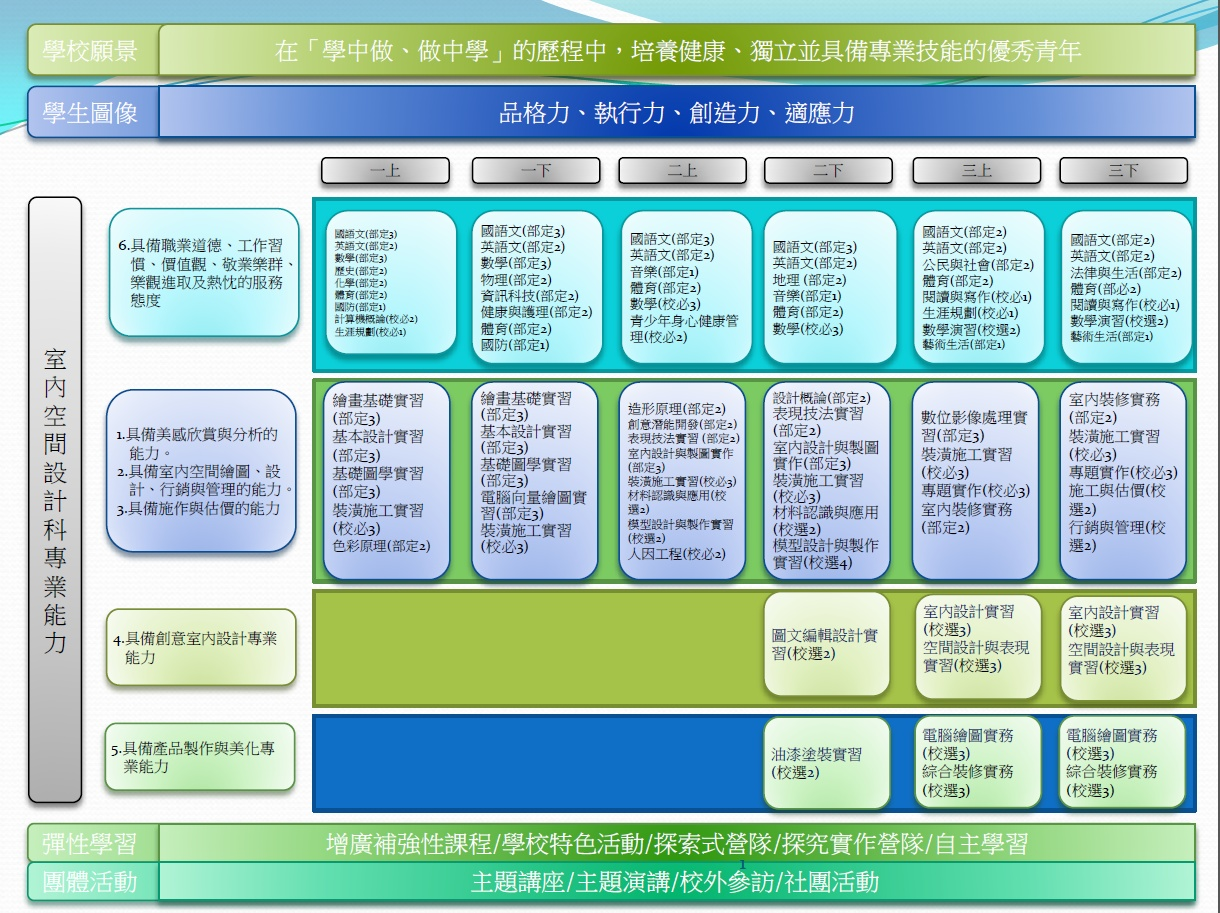 學校願景
在「學中做、做中學」的歷程中，培養健康、獨立並具備專業技能的優秀青年
學生圖像
品格力、執行力、創造力、適應力
一上
一下
二上
二下
三上
三下
室內空間設計科專業能力
6.具備職業道德、工作習
慣、價值觀、敬業樂群、
樂觀進取及熱忱的服務
態度
國語文(部定3)
英語文(部定2)
數學(部定3)
歷史(部定2)
化學(部定2)
體育(部定2)
國防(部定1)
計算機概論(校必2)
生涯規劃(校必1)
國語文(部定3)
英語文(部定2)
數學(部定3)
物理(部定2)
資訊科技(部定2)
健康與護理(部定2)
體育(部定2)
國防(部定1)
國語文(部定3)
英語文(部定2)
音樂(部定1)
體育(部定2)
數學(校必3)
青少年身心健康管
理(校必2)
國語文(部定3)
英語文(部定2)
地理 (部定2)
音樂(部定1)
體育(部定2)
數學(校必3)
國語文(部定2)
英語文(部定2)
公民與社會(部定2)
體育(部定2)
閱讀與寫作(校必1)
生涯規劃(校必1)
數學演習(校選2)
藝術生活(部定1)
國語文(部定2)
英語文(部定2)
法律與生活(部定2)
體育(部必2)
閱讀與寫作(校必1)
數學演習(校選2)
藝術生活(部定1)
1.具備美感欣賞與分析的
能力。
2.具備室內空間繪圖、設
計、行銷與管理的能力。
3.具備施作與估價的能力
繪畫基礎實習
(部定3)
基本設計實習
(部定3)
基礎圖學實習
(部定3)
裝潢施工實習
(校必3)
色彩原理(部定2)
繪畫基礎實習
(部定3)
基本設計實習
(部定3)
基礎圖學實習
(部定3)
電腦向量繪圖實
習(部定3)
裝潢施工實習
(校必3)
造形原理(部定2)
創意潛能開發(部定2)
表現技法實習 (部定2)
室內設計與製圖實作
(部定3)
裝潢施工實習(校必3)
材料認識與應用(校
選2)
模型設計與製作實習
(校選2)
人因工程(校必2)
設計概論(部定2)
表現技法實習
(部定2)
室內設計與製圖
實作(部定3)
裝潢施工實習
(校必3)
材料認識與應用
(校選2)
模型設計與製作
實習(校選4)
數位影像處理實
習(部定3)
裝潢施工實習
(校必3)
專題實作(校必3)
室內裝修實務
(部定2)
室內裝修實務
(部定2)
裝潢施工實習
(校必3)
專題實作(校必3)
施工與估價(校
選2)
行銷與管理(校
選2)
4.具備創意室內設計專業
能力
圖文編輯設計實
習(校選2)
室內設計實習
(校選3)
空間設計與表現
實習(校選3)
室內設計實習
(校選3)
空間設計與表現
實習(校選3)
5.具備產品製作與美化專
業能力
油漆塗裝實習
(校選2)
電腦繪圖實務
(校選3)
綜合裝修實務
(校選3)
電腦繪圖實務
(校選3)
綜合裝修實務
(校選3)
彈性學習
增廣補強性課程/學校特色活動/探索式營隊/探究實作營隊/自主學習
1
團體活動
主題講座/主題演講/校外參訪/社團活動